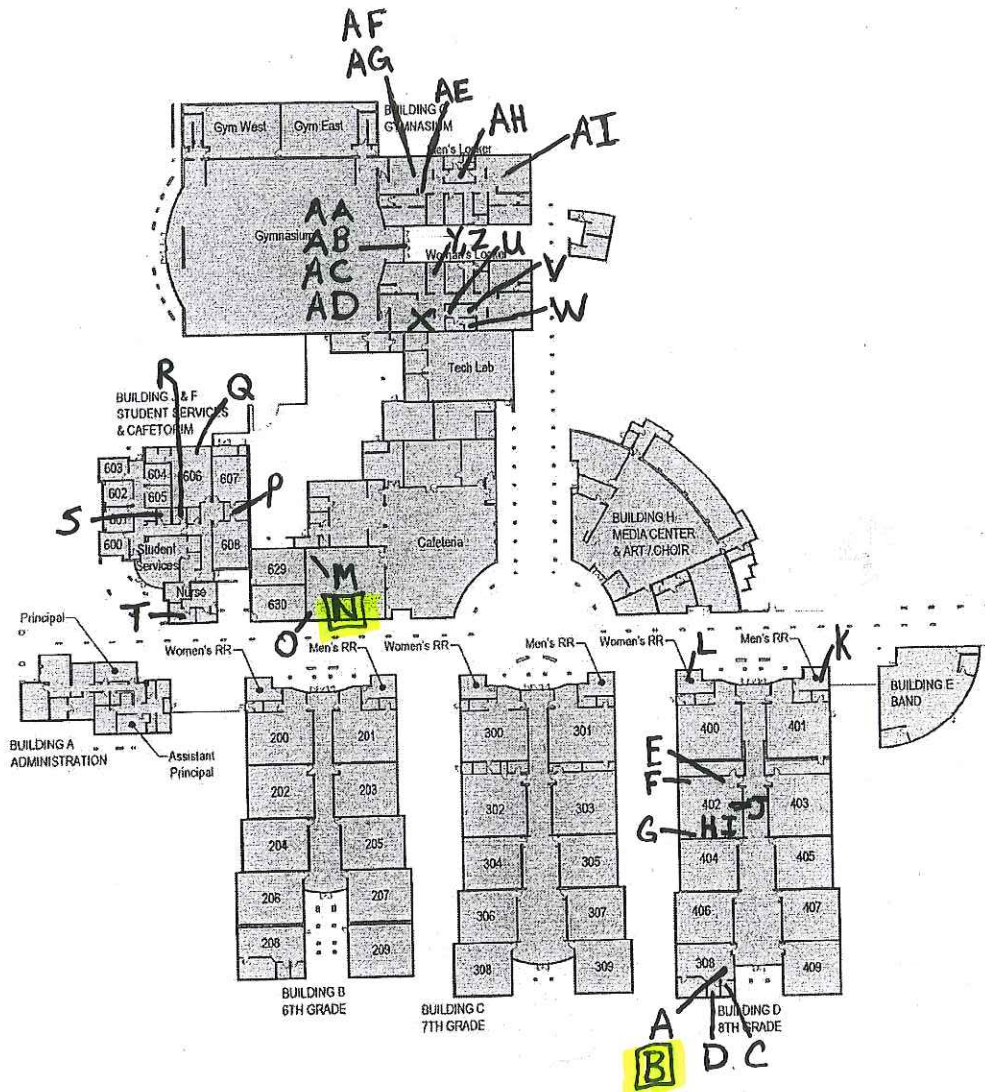 AF
AG
AE
BUILDING G
GYMNASIUM
AH
AI
Gym West
Gym East
Men's Locker
AA
AB
AC
AD
Gymnasium
Y,Z
U
Woman's Locker
V
W
X
Tech Lab
R
Q
BUILDING J & F
STUDENT SERVICES
& CAFETORIM
603
604
606
607
602
605
P
S
601
600
Student
Services
608
Nurse
T
Cafeteria
BUILDING H
MEDIA CENTER
& ART / CHOIR
629
630
M
N
O
Principal
Women's RR
Men's RR
Women's RR
Men's RR
Women's RR
L
Men's RR
K
BUILDING A
ADMINISTRATION
Assistant
Principal
BUILDING E
BAND
200
201
202
203
204
205
206
207
208
209
BUILDING B
6TH GRADE
300
301
302
303
304
305
306
307
308
309
BUILDING C
7TH GRADE
400
401
E
F
402
J
403
G
HI
404
405
406
407
308
409
A
B
D.
C
BUILDING D
8TH GRADE